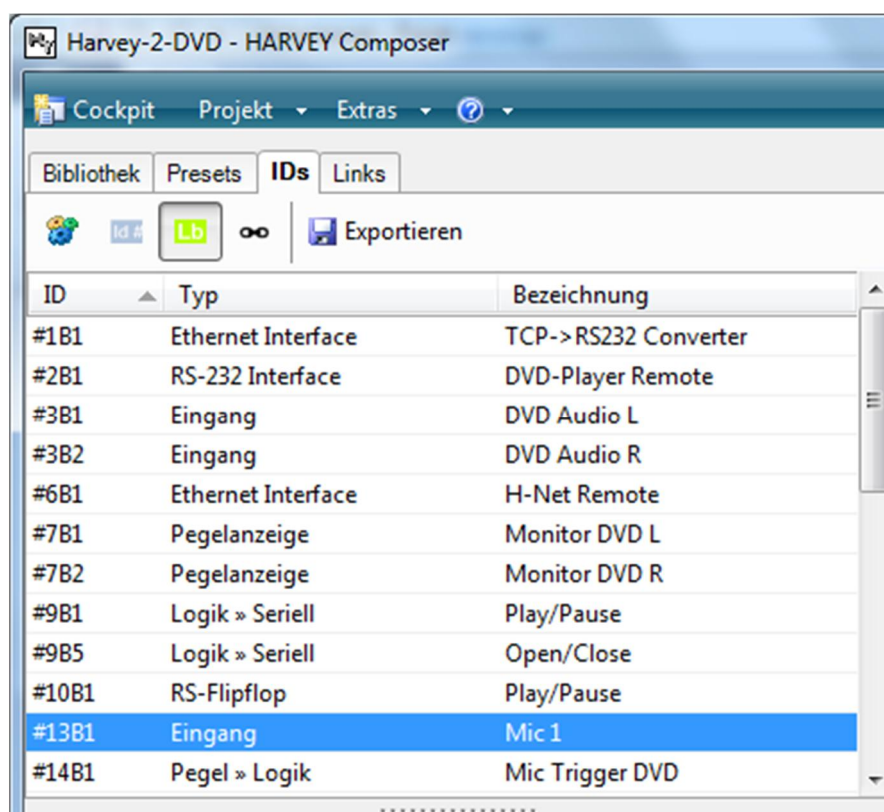 Harvey-2-DVD - HARVEY Composer
Cockpit Projekt Extras
Bibliothek Presets IDs Links
Id # Lb Exportieren
ID Typ Bezeichnung
#1B1 Ethernet Interface TCP->RS232 Converter
#2B1 RS-232 Interface DVD-Player Remote
#3B1 Eingang DVD Audio L
#3B2 Eingang DVD Audio R
#6B1 Ethernet Interface H-Net Remote
#7B1 Pegelanzeige Monitor DVD L
#7B2 Pegelanzeige Monitor DVD R
#9B1 Logik » Seriell Play/Pause
#9B5 Logik » Seriell Open/Close
#10B1 RS-Flipflop Play/Pause
#13B1 Eingang Mic 1
#14B1 Pegel » Logik Mic Trigger DVD